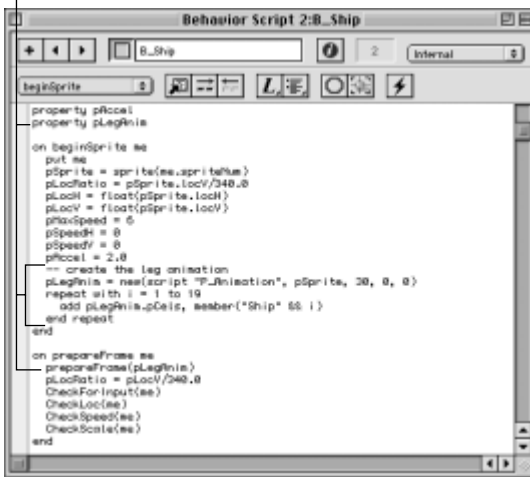 Behavior Script 2:B_Ship
B_Ship
2
Internal
beginSprite
property pAccel
property pLegAnim
on beginSprite me
put me
pSprite = sprite(me.spriteNum)
pLocRatio = pSprite.locV/340.0
pLocH = float(pSprite.locH)
pLocV = float(pSprite.locV)
pMaxSpeed = 6
pSpeedH = 0
pSpeedV = 0
pAccel = 2.0
-- create the leg animation
pLegAnim = new(script "P_Animation", pSprite, 30, 0, 0)
repeat with i = 1 to 19
add pLegAnim.pCels, member("Ship" && i)
end repeat
end
on prepareFrame me
prepareFrame(pLegAnim)
pLocRatio = pLocV/340.0
CheckForInput(me)
CheckLoc(me)
CheckSpeed(me)
CheckScale(me)
end